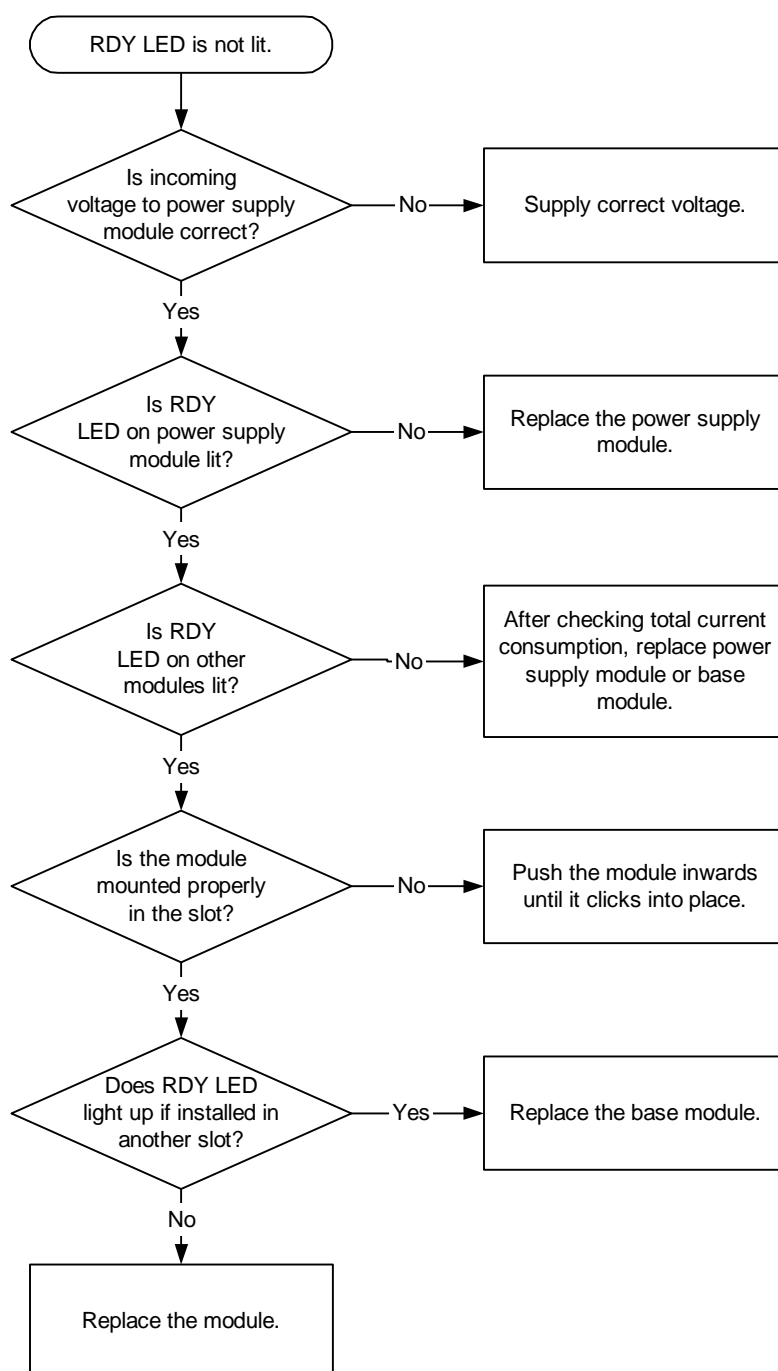 RDY LED is not lit.
Is incoming
voltage to power supply
module correct?
No
Supply correct voltage.
Yes
Is RDY
LED on power supply
module lit?
No
Replace the power supply
module.
Yes
Is RDY
LED on other
modules lit?
No
After checking total current
consumption, replace power
supply module or base
module.
Yes
Is the module
mounted properly
in the slot?
No
Push the module inwards
until it clicks into place.
Yes
Does RDY LED
light up if installed in
another slot?
Yes
Replace the base module.
No
Replace the module.